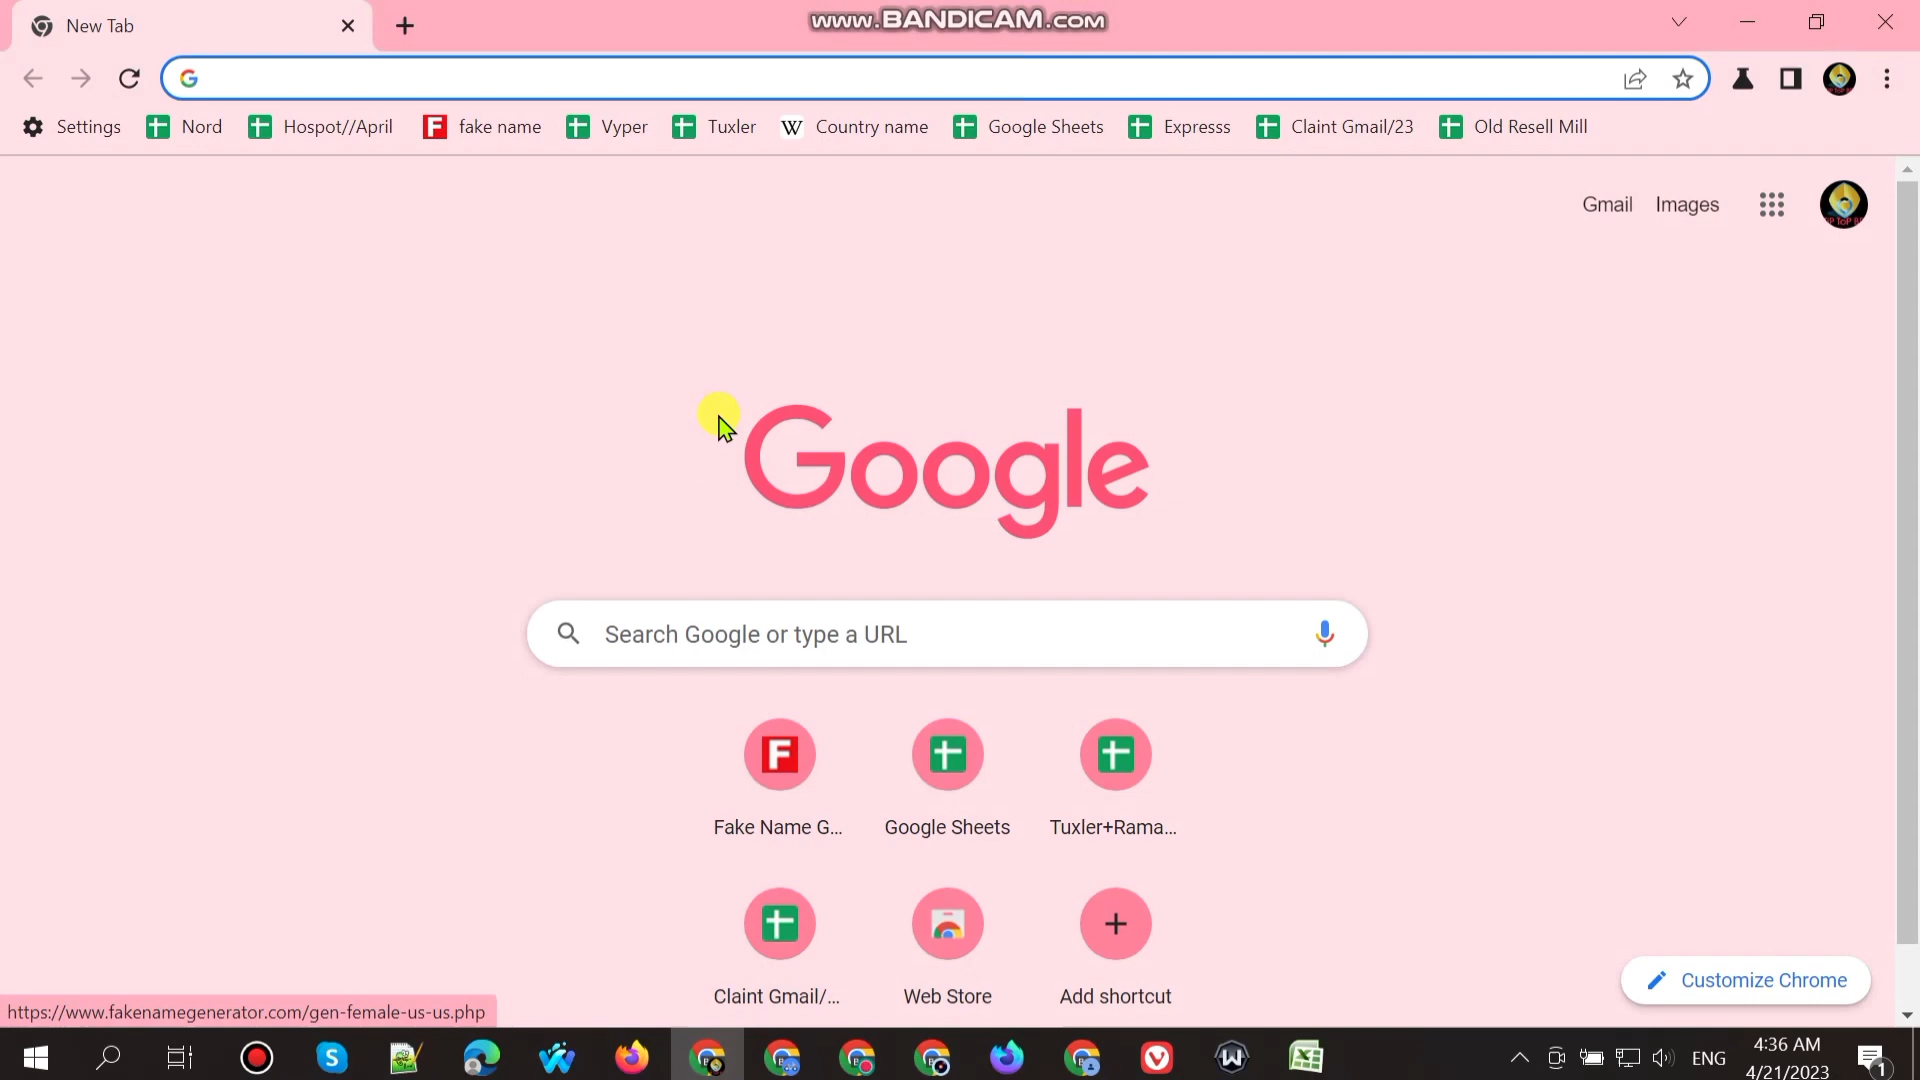 New Tab
www.BANDICAM.com
Settings
Nord
Hospot//April
fake name
Vyper
Tuxler
Country name
Google Sheets
Expresss
Claint Gmail/23
Old Resell Mill
Gmail
Images
Google
Search Google or type a URL
Fake Name G...
Google Sheets
Tuxler+Rama...
Claint Gmail/...
Web Store
Add shortcut
Customize Chrome
https://www.fakenamegenerator.com/gen-female-us-us.php
ENG
4:36 AM
4/21/2023
1